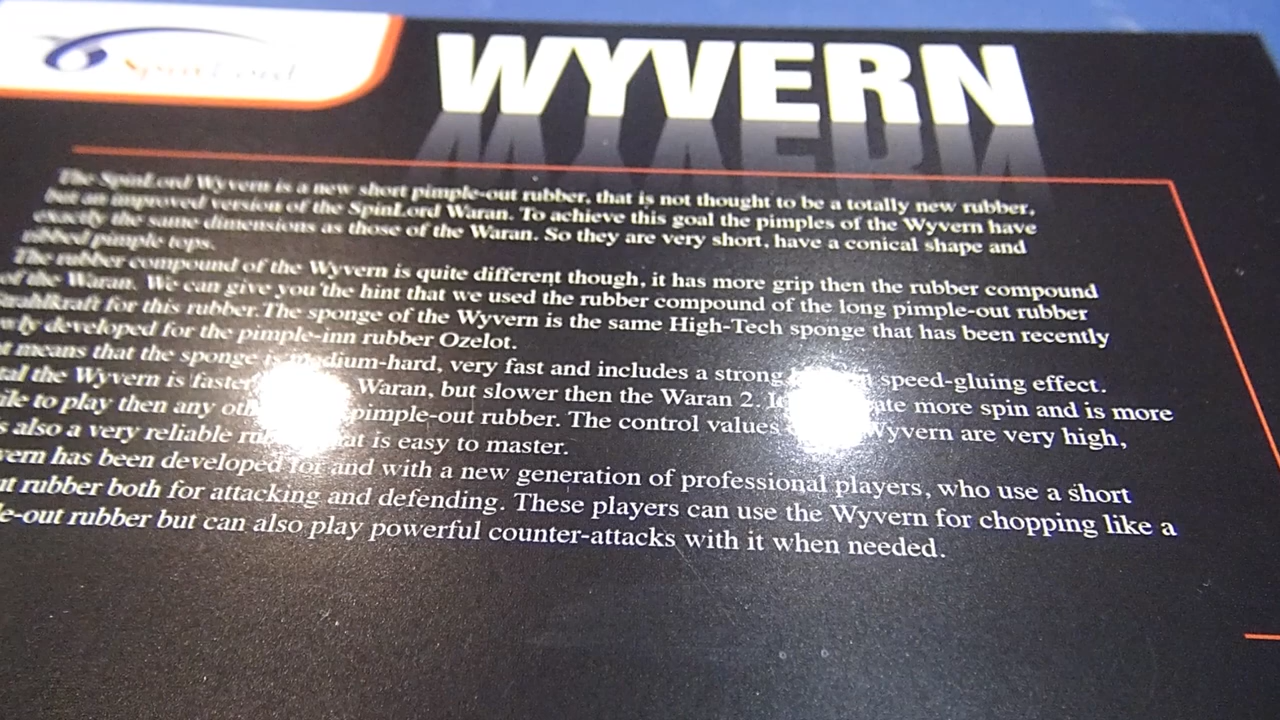 SpinLord
WYVERN
The SpinLord Wyvern is a new short pimple-out rubber, that is not thought to be a totally new rubber,
but an improved version of the SpinLord Waran. To achieve this goal the pimples of the Wyvern have
exactly the same dimensions as those of the Waran. So they are very short, have a conical shape and
ribbed pimple tops.
The rubber compound of the Wyvern is quite different though, it has more grip then the rubber compound
of the Waran. We can give you the hint that we used the rubber compound of the long pimple-out rubber
for this rubber. The sponge of the Wyvern is the same High-Tech sponge that has been recently
developed for the pimple-inn rubber Ozelot.
means that the sponge is medium-hard, very fast and includes a strong speed-gluing effect.
the Wyvern is faster Waran, but slower then the Waran 2. more spin and is more
to play then any pimple-out rubber. The control values Wyvern are very high,
also a very reliable is easy to master.
has been developed for and with a new generation of professional players, who use a short
rubber both for attacking and defending. These players can use the Wyvern for chopping like a
rubber but can also play powerful counter-attacks with it when needed.